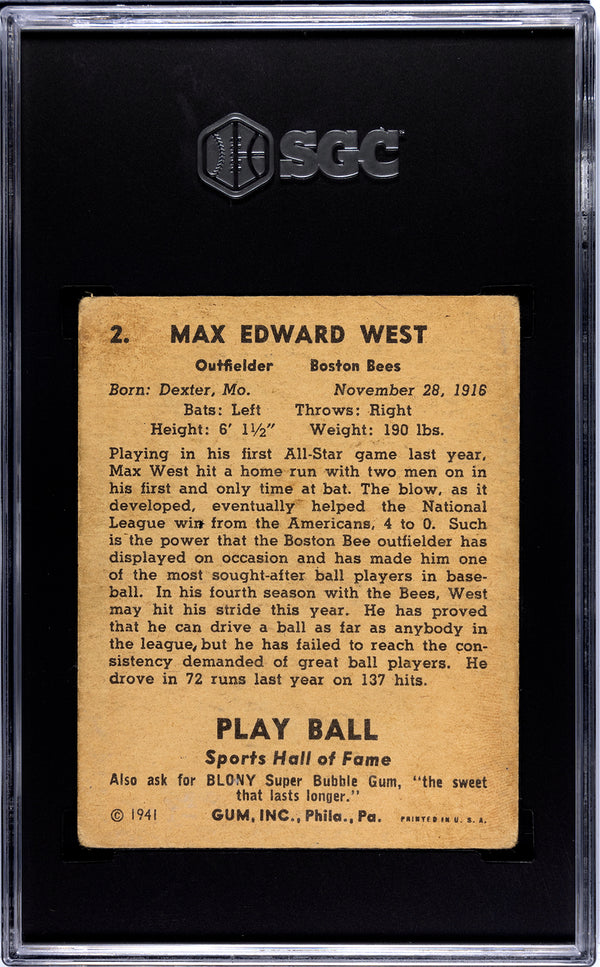 SGC
2. MAX EDWARD WEST
Outfielder Boston Bees
Born: Dexter, Mo. November 28, 1916
Bats: Left Throws: Right
Height: 6' 1½" Weight: 190 lbs.
Playing in his first All-Star game last year,
Max West hit a home run with two men on in
his first and only time at bat. The blow, as it
developed, eventually helped the National
League win from the Americans, 4 to 0. Such
is the power that the Boston Bee outfielder has
displayed on occasion and has made him one
of the most sought-after ball players in base-
ball. In his fourth season with the Bees, West
may hit his stride this year. He has proved
that he can drive a ball as far as anybody in
the league, but he has failed to reach the con-
sistency demanded of great ball players. He
drove in 72 runs last year on 137 hits.
PLAY BALL
Sports Hall of Fame
Also ask for BLONY Super Bubble Gum, "the sweet
that lasts longer."
© 1941 GUM, INC., Phila., Pa. PRINTED IN U. S. A.